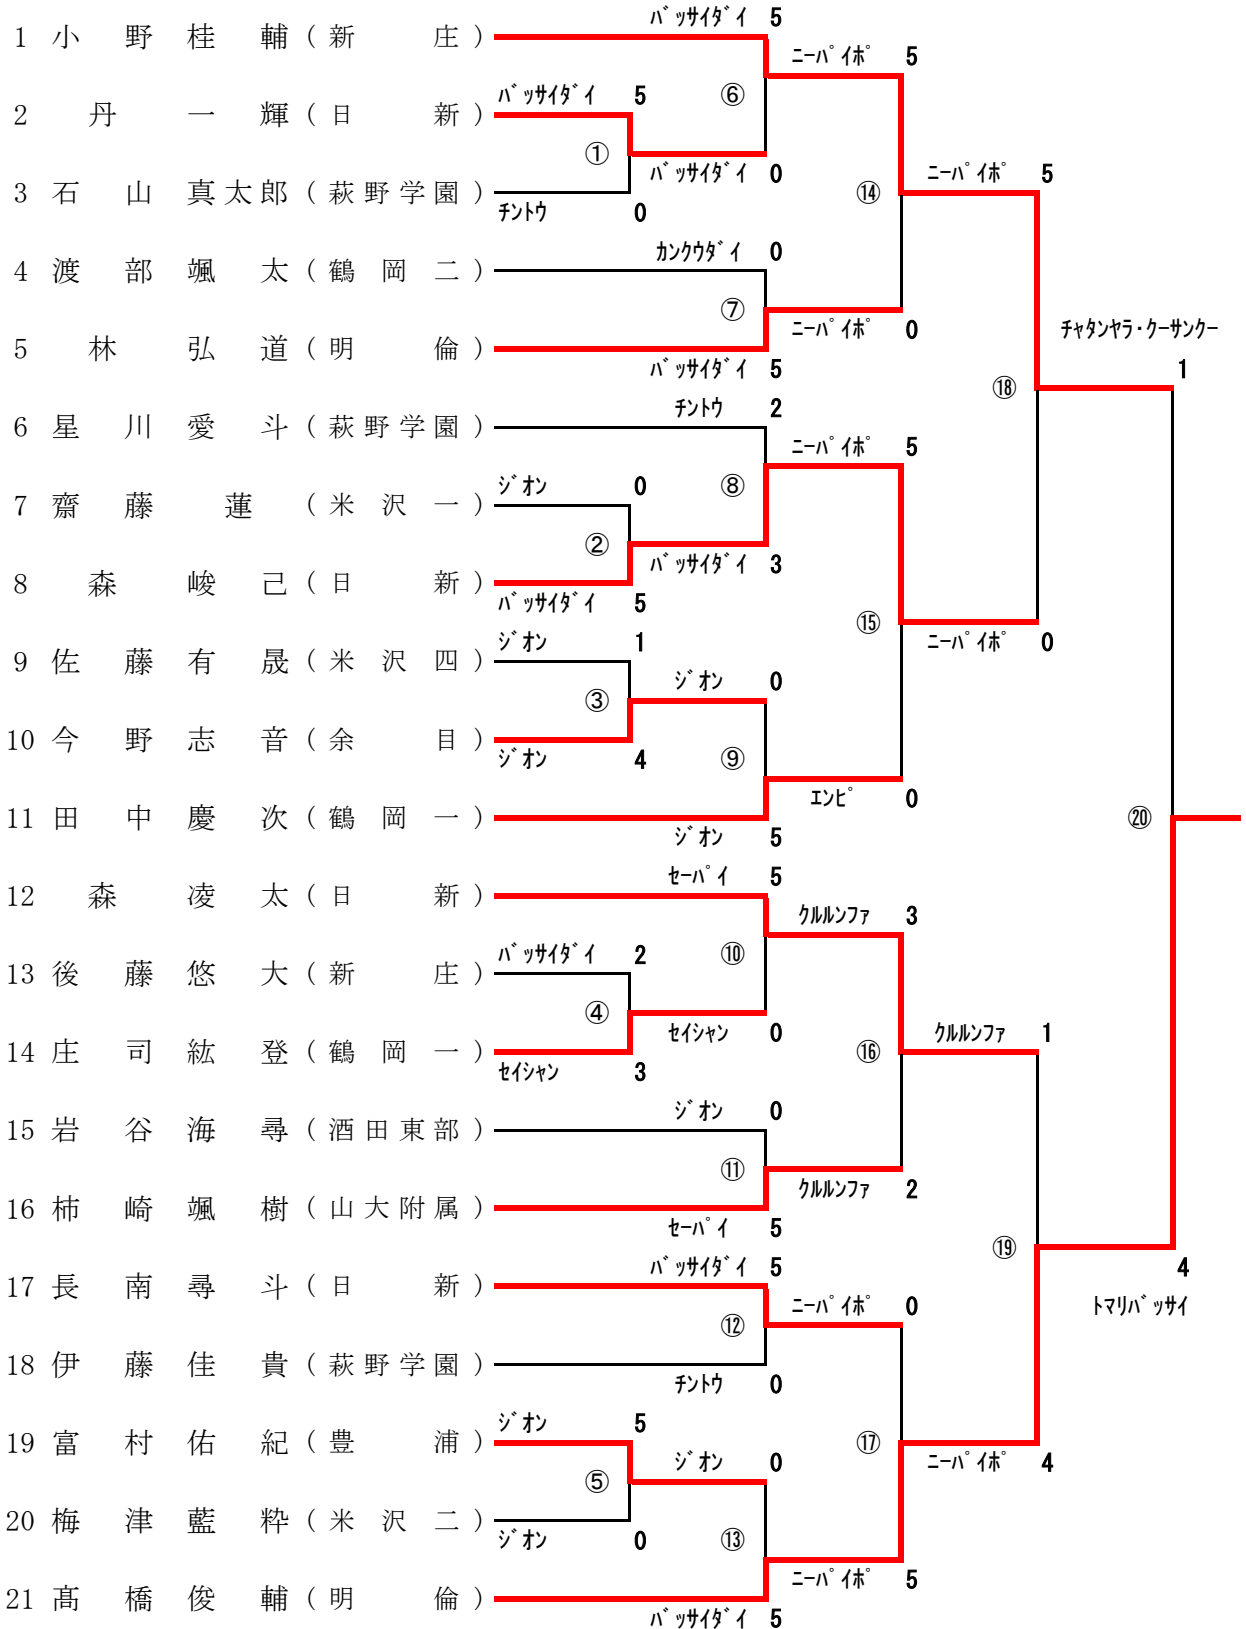 バッサイダイ 5
1 小野桂輔（新庄）
ニーパイポ 5
バッサイダイ 5 ⑥
2 丹一輝（日新）
①
バッサイダイ 0 ニーパイポ 5
3 石山真太郎（萩野学園） ⑭
チントウ 0
カンクウダイ 0
4 渡部颯太（鶴岡二）
⑦
ニーパイポ 0 チャタンヤラ・クーサンクー
5 林弘道（明倫）
バッサイダイ 5 1
⑱
チントウ 2
6 星川愛斗（萩野学園）
ニーパイポ 5
ジオン 0 ⑧
7 齋藤蓮（米沢一）
②
バッサイダイ 3
8 森峻己（日新）
バッサイダイ 5
⑮
ジオン 1 ニーパイポ 0
9 佐藤有晟（米沢四）
ジオン 0
③
10 今野志音（余目）
ジオン 4 ⑨
エンピ 0
11 田中慶次（鶴岡一） ⑳
ジオン 5
セーパイ 5
12 森凌太（日新）
クルルンファ 3
バッサイダイ 2 ⑩
13 後藤悠大（新庄）
④
セイシャン 0 クルルンファ 1
14 庄司紘登（鶴岡一） ⑯
セイシャン 3
ジオン 0
15 岩谷海尋（酒田東部）
⑪
クルルンファ 2
16 柿崎颯樹（山大附属）
セーパイ 5
⑲
バッサイダイ 5 4
17 長南尋斗（日新）
ニーパイポ 0 トマリバッサイ
⑫
18 伊藤佳貴（萩野学園）
チントウ 0
ジオン 5
19 富村佑紀（豊浦） ⑰
ジオン 0 ニーパイポ 4
⑤
20 梅津藍粋（米沢二）
ジオン 0 ⑬
ニーパイポ 5
21 髙橋俊輔（明倫）
バッサイダイ 5